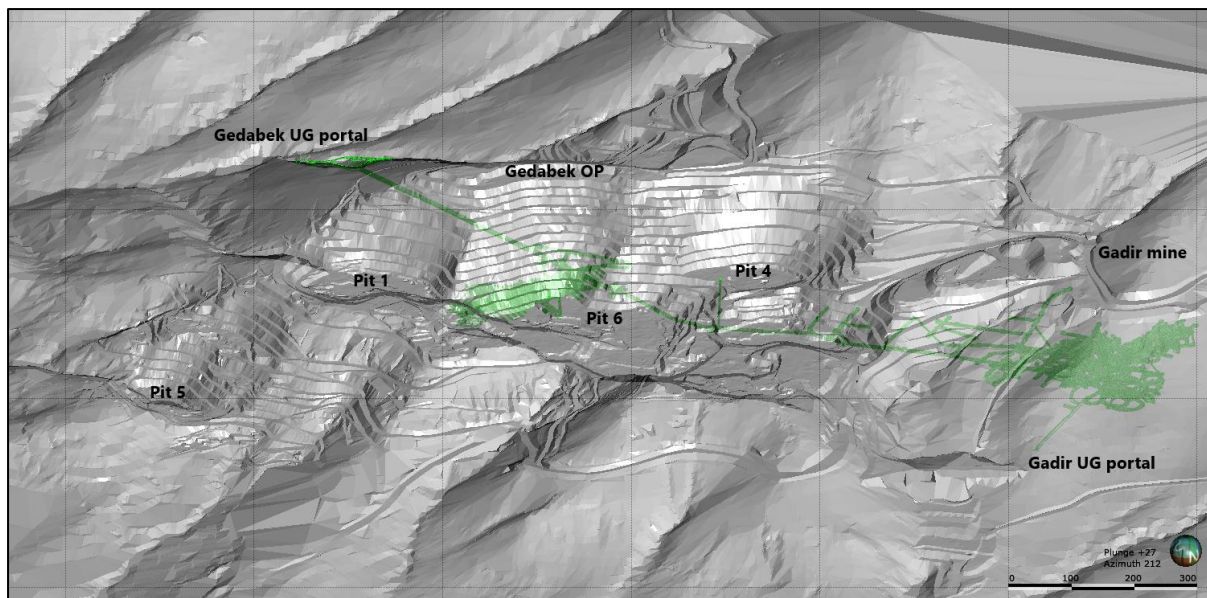 Gedabek UG portal
Gedabek OP
Gadir mine
Pit 1
Pit 4
Pit 6
Pit 5
Gadir UG portal
Plunge +27
Azimuth 212
0 100 200 300